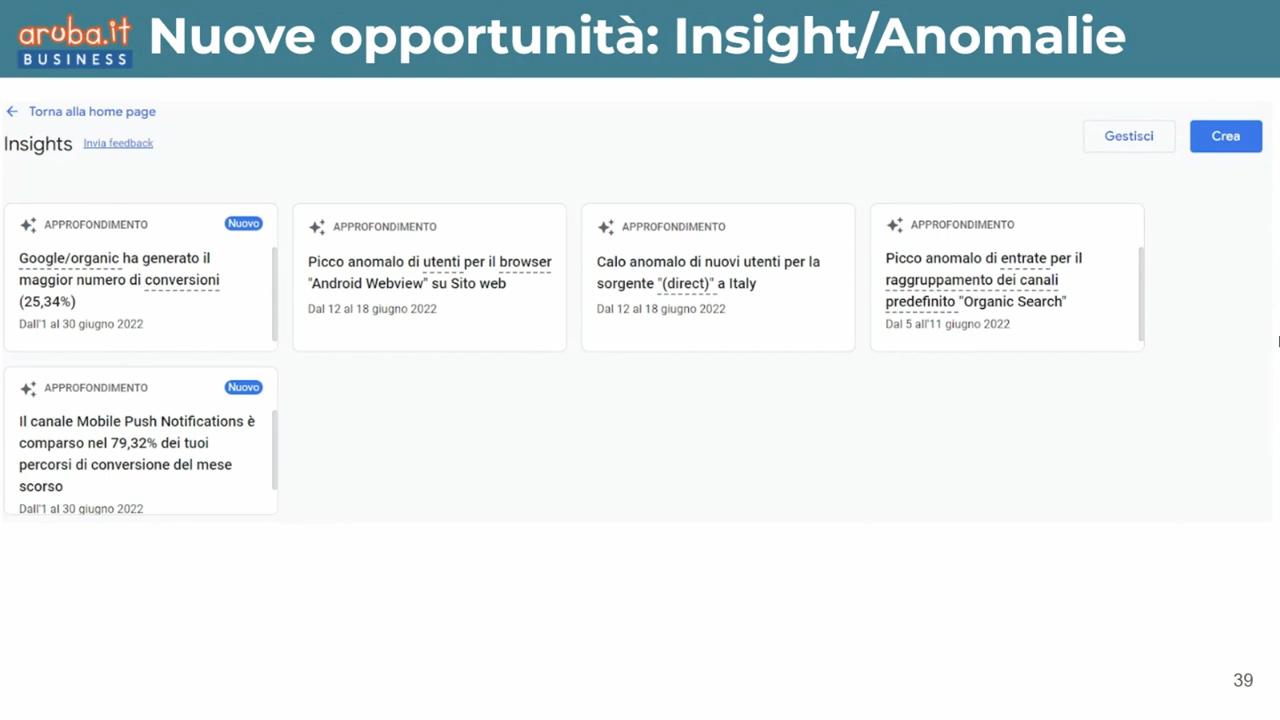 aruba.it
BUSINESS
Nuove opportunità: Insight/Anomalie
Torna alla home page
Insights Invia feedback
Gestisci
Crea
APPROFONDIMENTO Nuovo
Google/organic ha generato il
maggior numero di conversioni
(25,34%)
Dall'1 al 30 giugno 2022
APPROFONDIMENTO
Picco anomalo di utenti per il browser
"Android Webview" su Sito web
Dal 12 al 18 giugno 2022
APPROFONDIMENTO
Calo anomalo di nuovi utenti per la
sorgente "(direct)" a Italy
Dal 12 al 18 giugno 2022
APPROFONDIMENTO
Picco anomalo di entrate per il
raggruppamento dei canali
predefinito "Organic Search"
Dal 5 all'11 giugno 2022
APPROFONDIMENTO Nuovo
Il canale Mobile Push Notifications è
comparso nel 79,32% dei tuoi
percorsi di conversione del mese
scorso
Dall'1 al 30 giugno 2022
39